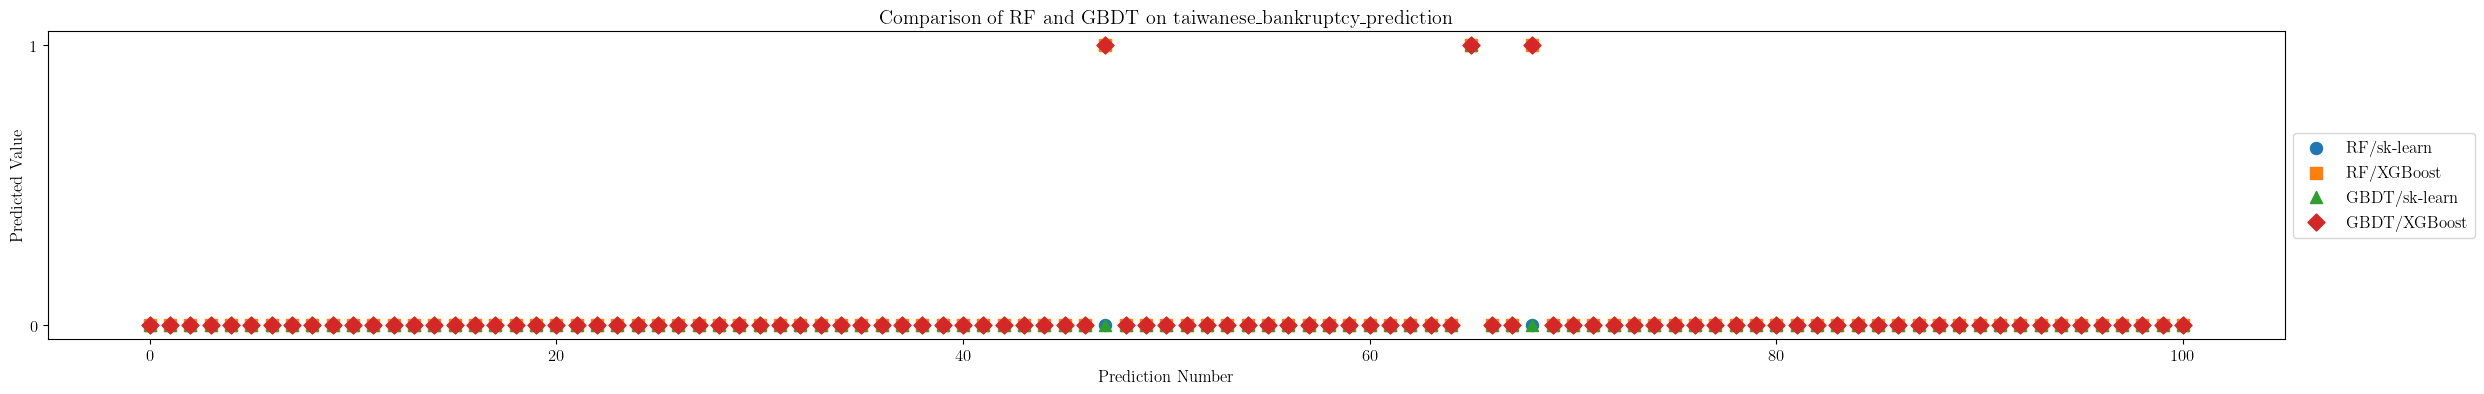 Comparison of RF and GBDT on taiwanese_bankruptcy_prediction
1
0
Predicted Value
0 20 40 60 80 100
Prediction Number
RF/sk-learn
RF/XGBoost
GBDT/sk-learn
GBDT/XGBoost